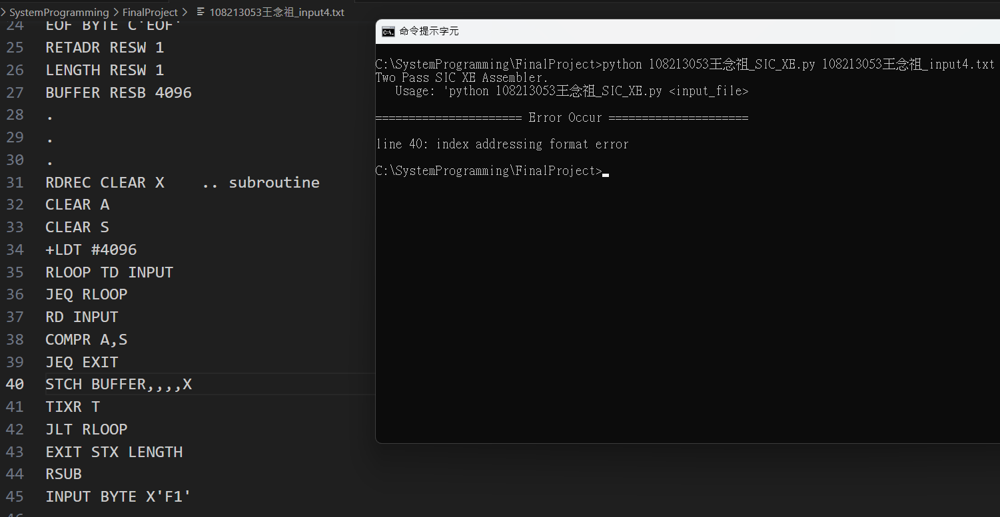 SystemProgramming > FinalProject > 108213053王念祖_input4.txt
24 EOF BYTE C'EOF'
25 RETADR RESW 1
26 LENGTH RESW 1
27 BUFFER RESB 4096
28 .
29 .
30 .
31 RDREC CLEAR X    .. subroutine
32 CLEAR A
33 CLEAR S
34 +LDT #4096
35 RLOOP TD INPUT
36 JEQ RLOOP
37 RD INPUT
38 COMPR A,S
39 JEQ EXIT
40 STCH BUFFER,,,,X
41 TIXR T
42 JLT RLOOP
43 EXIT STX LENGTH
44 RSUB
45 INPUT BYTE X'F1'
46
命令提示字元
C:\SystemProgramming\FinalProject>python 108213053王念祖_SIC_XE.py 108213053王念祖_input4.txt
Two Pass SIC XE Assembler.
   Usage: 'python 108213053王念祖_SIC_XE.py <input_file>
====================== Error Occur =====================
line 40: index addressing format error
C:\SystemProgramming\FinalProject>